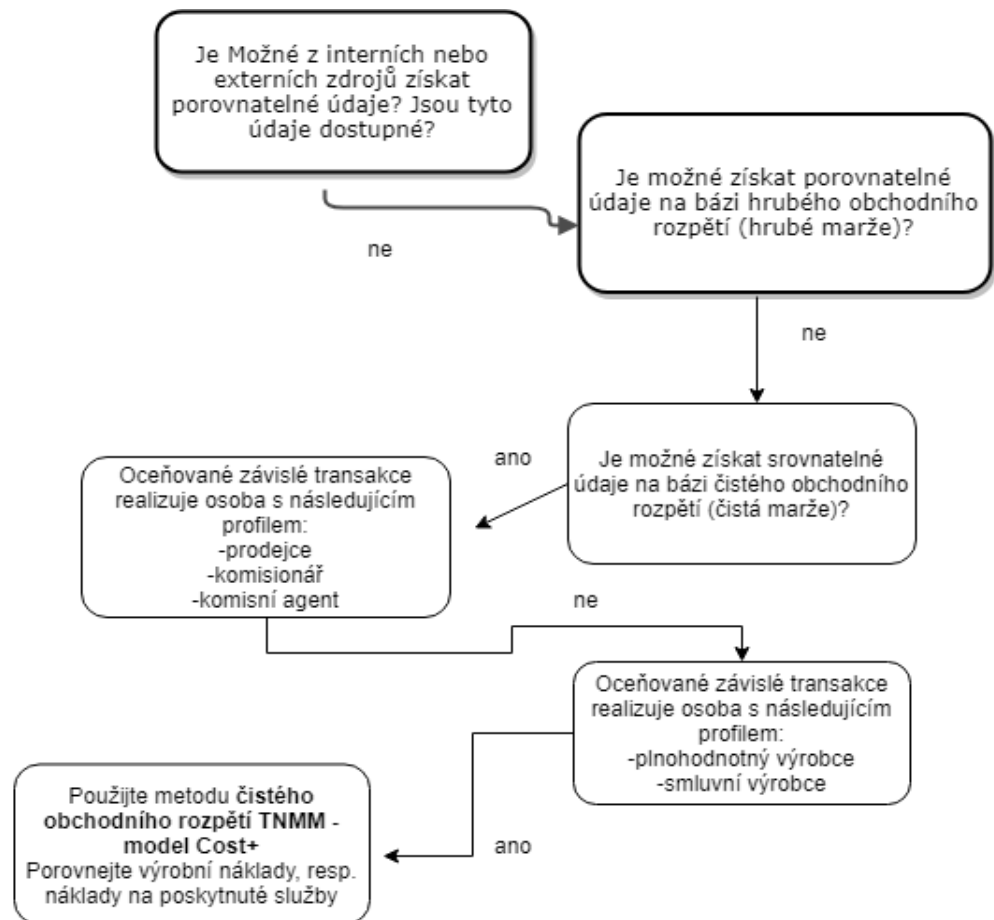 Je Možné z interních nebo
externích zdrojů získat
porovnatelné údaje? Jsou tyto
údaje dostupné?
ne
Je možné získat porovnatelné
údaje na bázi hrubého obchodního
rozpětí (hrubé marže)?
ne
Je možné získat srovnatelné
údaje na bázi čistého obchodního
rozpětí (čistá marže)?
ano
Oceňované závislé transakce
realizuje osoba s následujícím
profilem:
-prodejce
-komisionář
-komisní agent
ne
Oceňované závislé transakce
realizuje osoba s následujícím
profilem:
-plnohodnotný výrobce
-smluvní výrobce
ano
Použijte metodu čistého
obchodního rozpětí TNMM -
model Cost+
Porovnejte výrobní náklady, resp.
náklady na poskytnuté služby